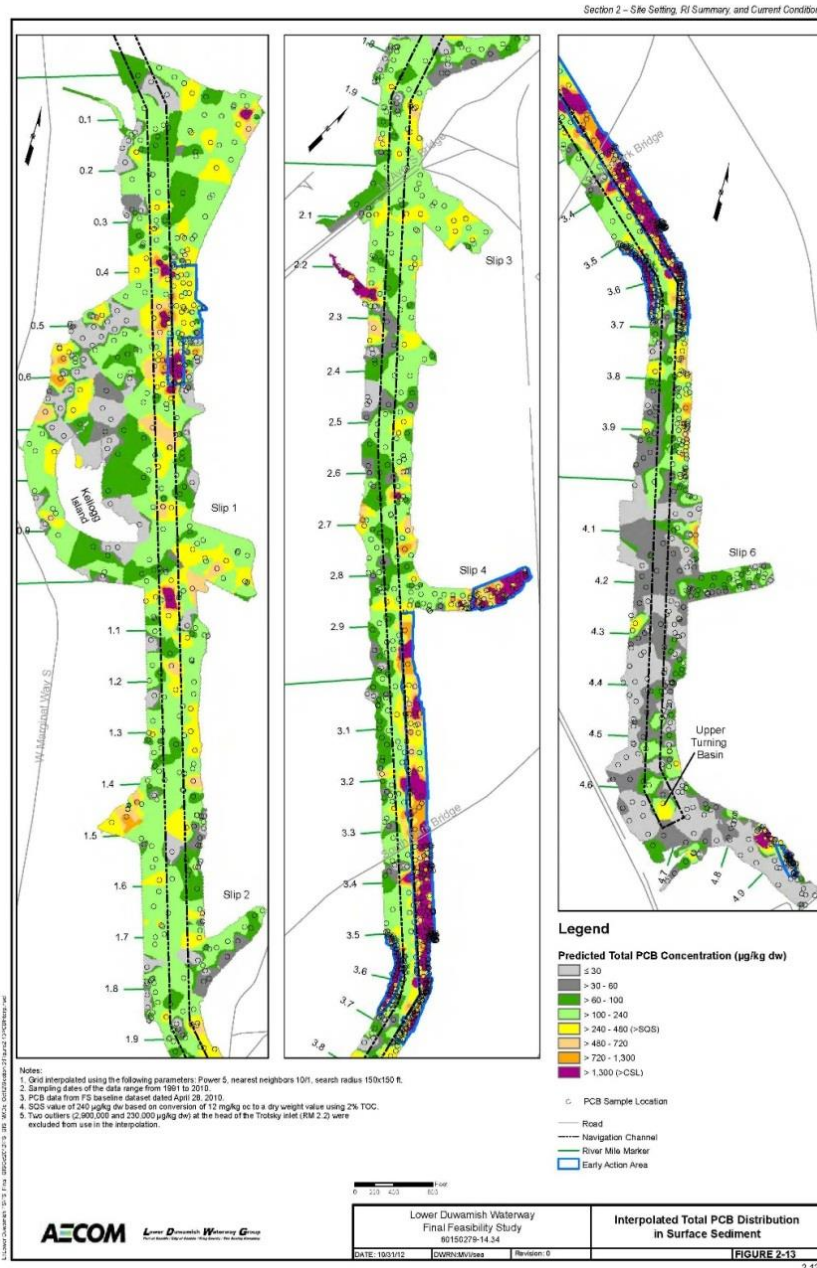 Section 2 – Site Setting, RI Summary, and Current Condition
0.1
0.2
0.3
0.4
0.5
0.6
Kellogg
Island
0.9
Slip 1
1.1
1.2
1.3
1.4
1.5
1.6
1.7
1.8
1.9
Slip 2
W Marginal Way S
1.9
2.1
2.2
2.3
2.4
2.5
2.6
2.7
2.8
2.9
3.1
3.2
3.3
3.4
3.5
3.6
3.7
3.8
Slip 3
Slip 4
Bridge
Bridge
3.4
3.5
3.6
3.7
3.8
3.9
4.1
4.2
4.3
4.4
4.5
4.6
4.7
4.8
4.9
Bridge
Slip 6
Upper
Turning
Basin
Legend
Predicted Total PCB Concentration (µg/kg dw)
≤ 30
> 30 - 60
> 60 - 100
> 100 - 240
> 240 - 480 (>SQS)
> 480 - 720
> 720 - 1,300
> 1,300 (>CSL)
PCB Sample Location
Road
Navigation Channel
River Mile Marker
Early Action Area
Notes:
1. Grid interpolated using the following parameters: Power 5, nearest neighbors 10/1, search radius 150x150 ft.
2. Sampling dates of the data range from 1991 to 2010.
3. PCB data from FS baseline dataset dated April 28, 2010.
4. SQS value of 240 µg/kg dw based on conversion of 12 mg/kg oc to a dry weight value using 2% TOC.
5. Two outliers (2,900,000 and 230,000 µg/kg dw) at the head of the Trotsky inlet (RM 2.2) were
excluded from use in the interpolation.
Feet
0
AECOM
Lower Duwamish Waterway Group
Lower Duwamish Waterway
Final Feasibility Study
60150279-14.34
DATE: 10/31/12
DWRN:MVI/sea
Revision: 0
Interpolated Total PCB Distribution
in Surface Sediment
FIGURE 2-13